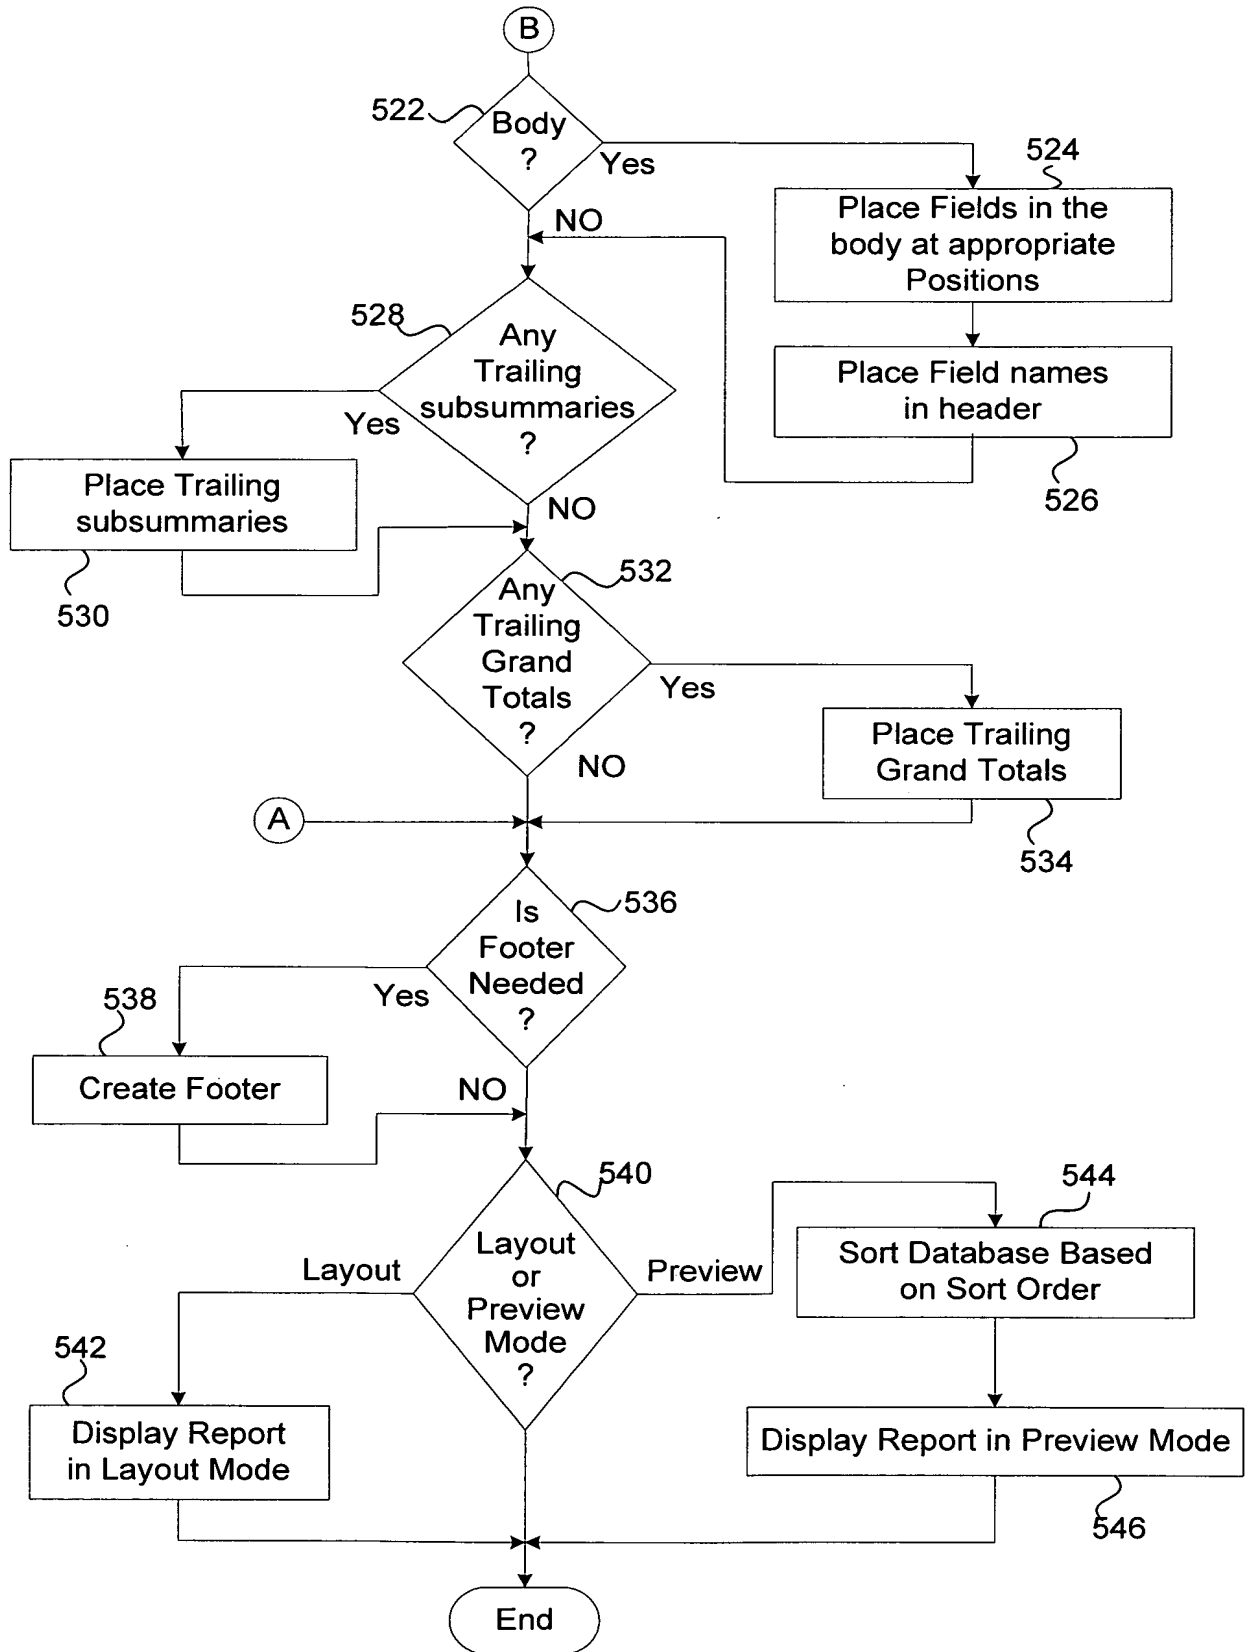 B
522
Body
?
Yes
524
Place Fields in the
body at appropriate
Positions
NO
528
Any
Trailing
subsummaries
?
Yes
Place Field names
in header
526
Place Trailing
subsummaries
530
NO
532
Any
Trailing
Grand
Totals
?
Yes
Place Trailing
Grand Totals
534
NO
A
536
Is
Footer
Needed
?
Yes
538
Create Footer
NO
540
Layout
or
Preview
Mode
?
Layout
Preview
544
Sort Database Based
on Sort Order
542
Display Report
in Layout Mode
Display Report in Preview Mode
546
End